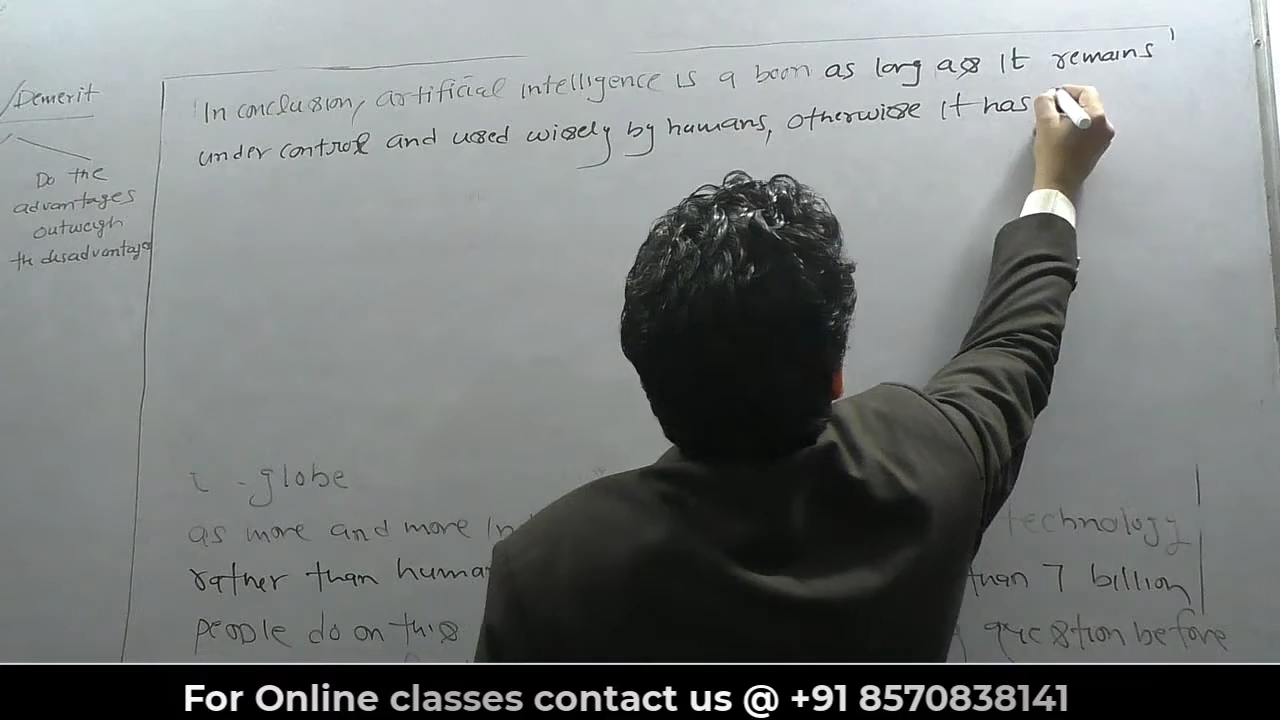 Demerit
Do the
advantages
outweigh
the disadvantages
In conclusion, artificial intelligence is a boon as long as it remains
under control and used wisely by humans, otherwise it has
globe
as more and more technology
rather than than 7 billion
people do on this question before
For Online classes contact us @ +91 8570838141